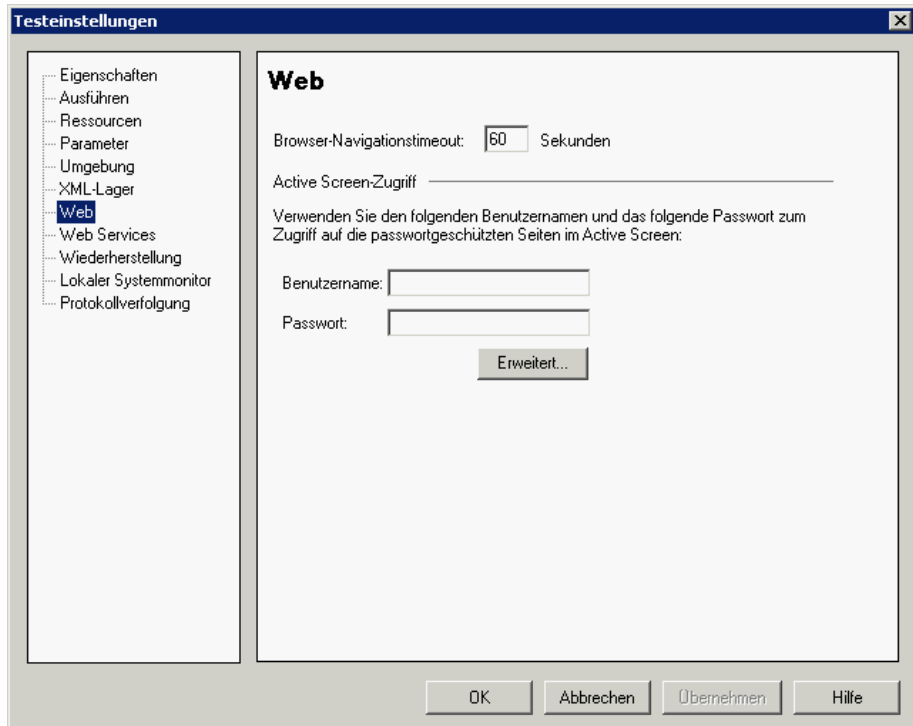 Testeinstellungen
Eigenschaften
Ausführen
Ressourcen
Parameter
Umgebung
XML-Lager
Web
Web Services
Wiederherstellung
Lokaler Systemmonitor
Protokollverfolgung
Web
Browser-Navigationstimeout: 60 Sekunden
Active Screen-Zugriff
Verwenden Sie den folgenden Benutzernamen und das folgende Passwort zum
Zugriff auf die passwortgeschützten Seiten im Active Screen:
Benutzername:
Passwort:
Erweitert...
OK Abbrechen Übernehmen Hilfe